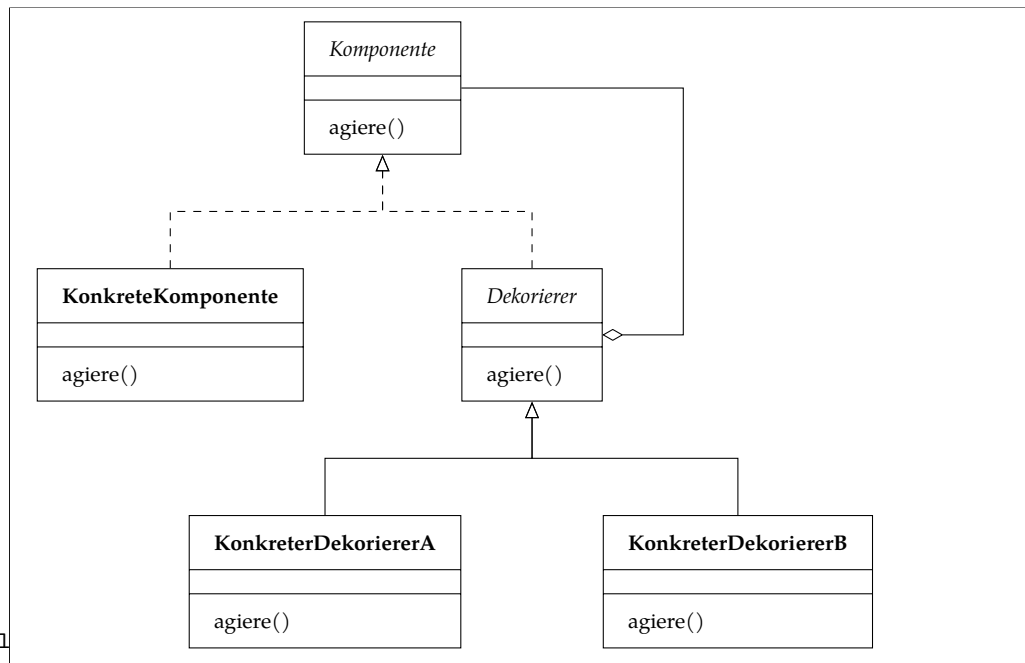 Komponente
agiere()
KonkreteKomponente
Dekorierer
agiere()
agiere()
KonkreterDekoriererA
KonkreterDekoriererB
agiere()
agiere()